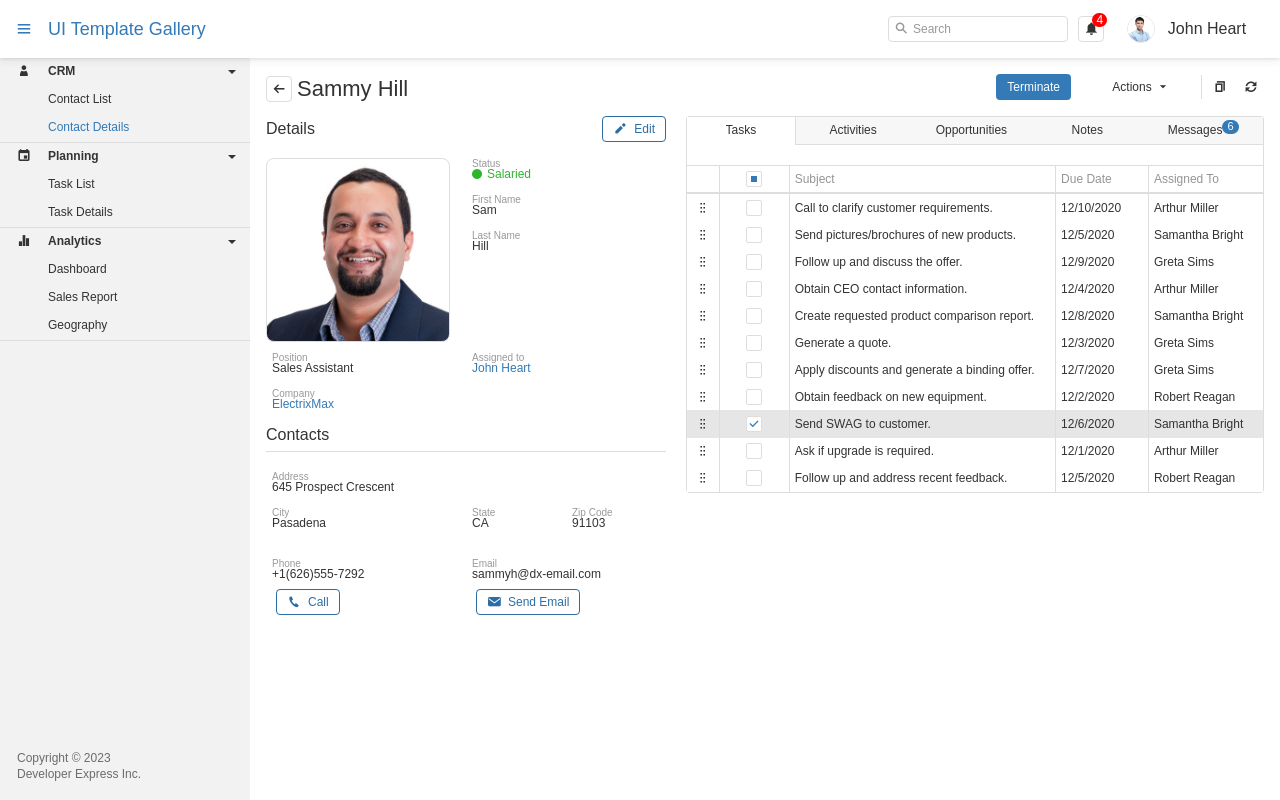 UI Template Gallery
Search
4
John Heart
CRM
Contact List
Contact Details
Planning
Task List
Task Details
Analytics
Dashboard
Sales Report
Geography
Copyright © 2023
Developer Express Inc.
Sammy Hill
Terminate
Actions
Details
Edit
Status
Salaried
First Name
Sam
Last Name
Hill
Position
Sales Assistant
Assigned to
John Heart
Company
ElectrixMax
Contacts
Address
645 Prospect Crescent
City
Pasadena
State
CA
Zip Code
91103
Phone
+1(626)555-7292
Email
sammyh@dx-email.com
Call
Send Email
Tasks Activities Opportunities Notes Messages 6
Subject Due Date Assigned To
Call to clarify customer requirements. 12/10/2020 Arthur Miller
Send pictures/brochures of new products. 12/5/2020 Samantha Bright
Follow up and discuss the offer. 12/9/2020 Greta Sims
Obtain CEO contact information. 12/4/2020 Arthur Miller
Create requested product comparison report. 12/8/2020 Samantha Bright
Generate a quote. 12/3/2020 Greta Sims
Apply discounts and generate a binding offer. 12/7/2020 Greta Sims
Obtain feedback on new equipment. 12/2/2020 Robert Reagan
Send SWAG to customer. 12/6/2020 Samantha Bright
Ask if upgrade is required. 12/1/2020 Arthur Miller
Follow up and address recent feedback. 12/5/2020 Robert Reagan